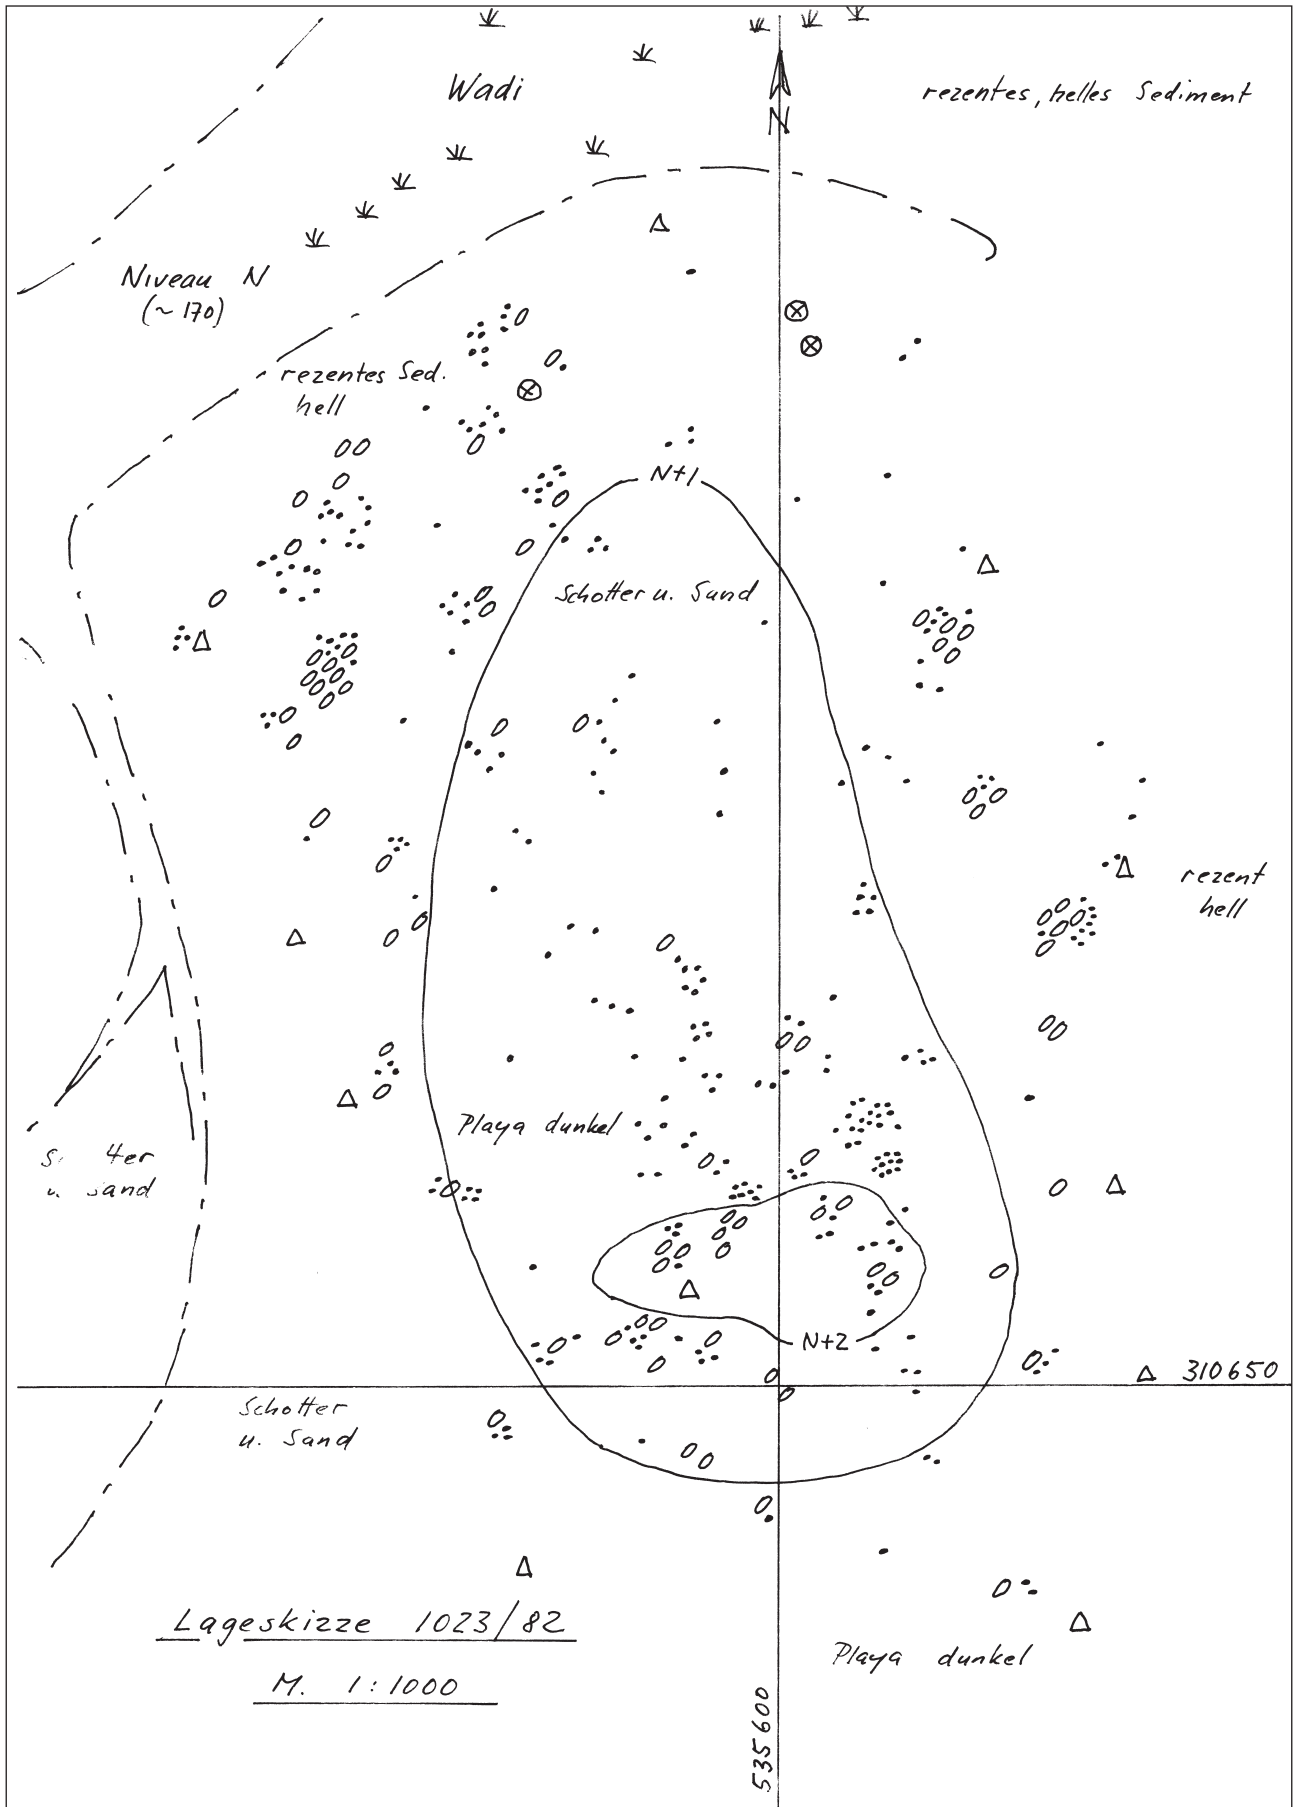 Wadi
N
rezentes, helles Sediment
Niveau N
(~170)
rezentes Sed.
hell
N+1
Schotter u. Sand
rezent
hell
Playa dunkel
u. Sand
N+2
310650
Schotter
u. Sand
Lageskizze 1023/82
M. 1:1000
Playa dunkel
535600